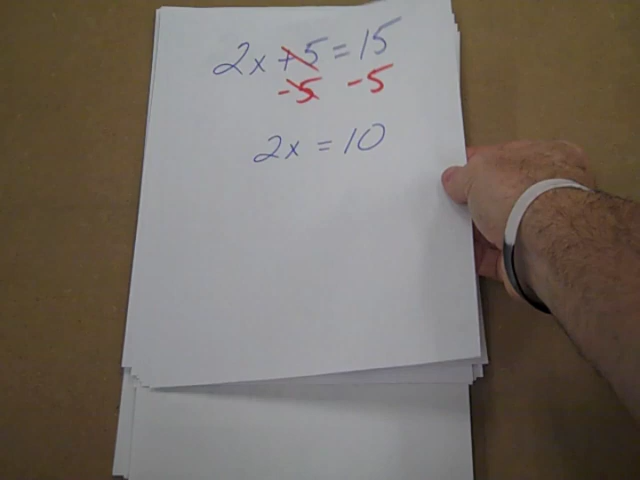 2x + 5 = 15
-5 -5
2x = 10